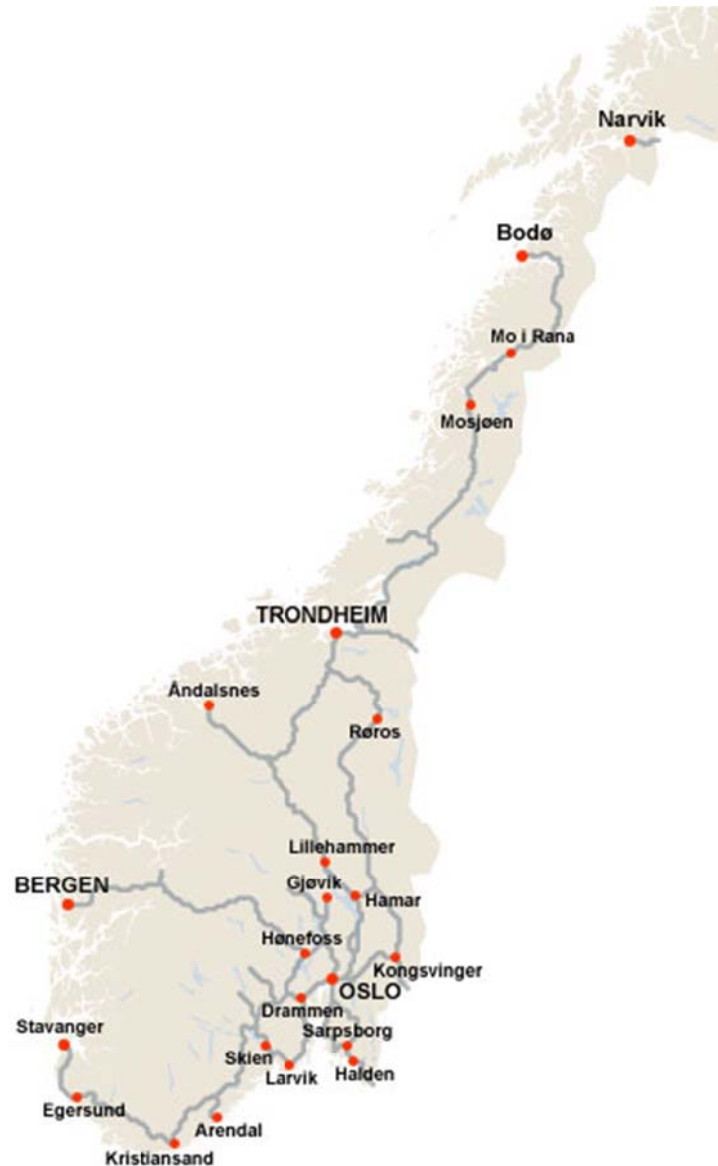 Narvik
Bodø
Mo i Rana
Mosjøen
TRONDHEIM
Åndalsnes
Røros
Lillehammer
BERGEN
Gjøvik
Hamar
Hønefoss
Kongsvinger
OSLO
Drammen
Stavanger
Sarpsborg
Skien
Halden
Larvik
Egersund
Arendal
Kristiansand